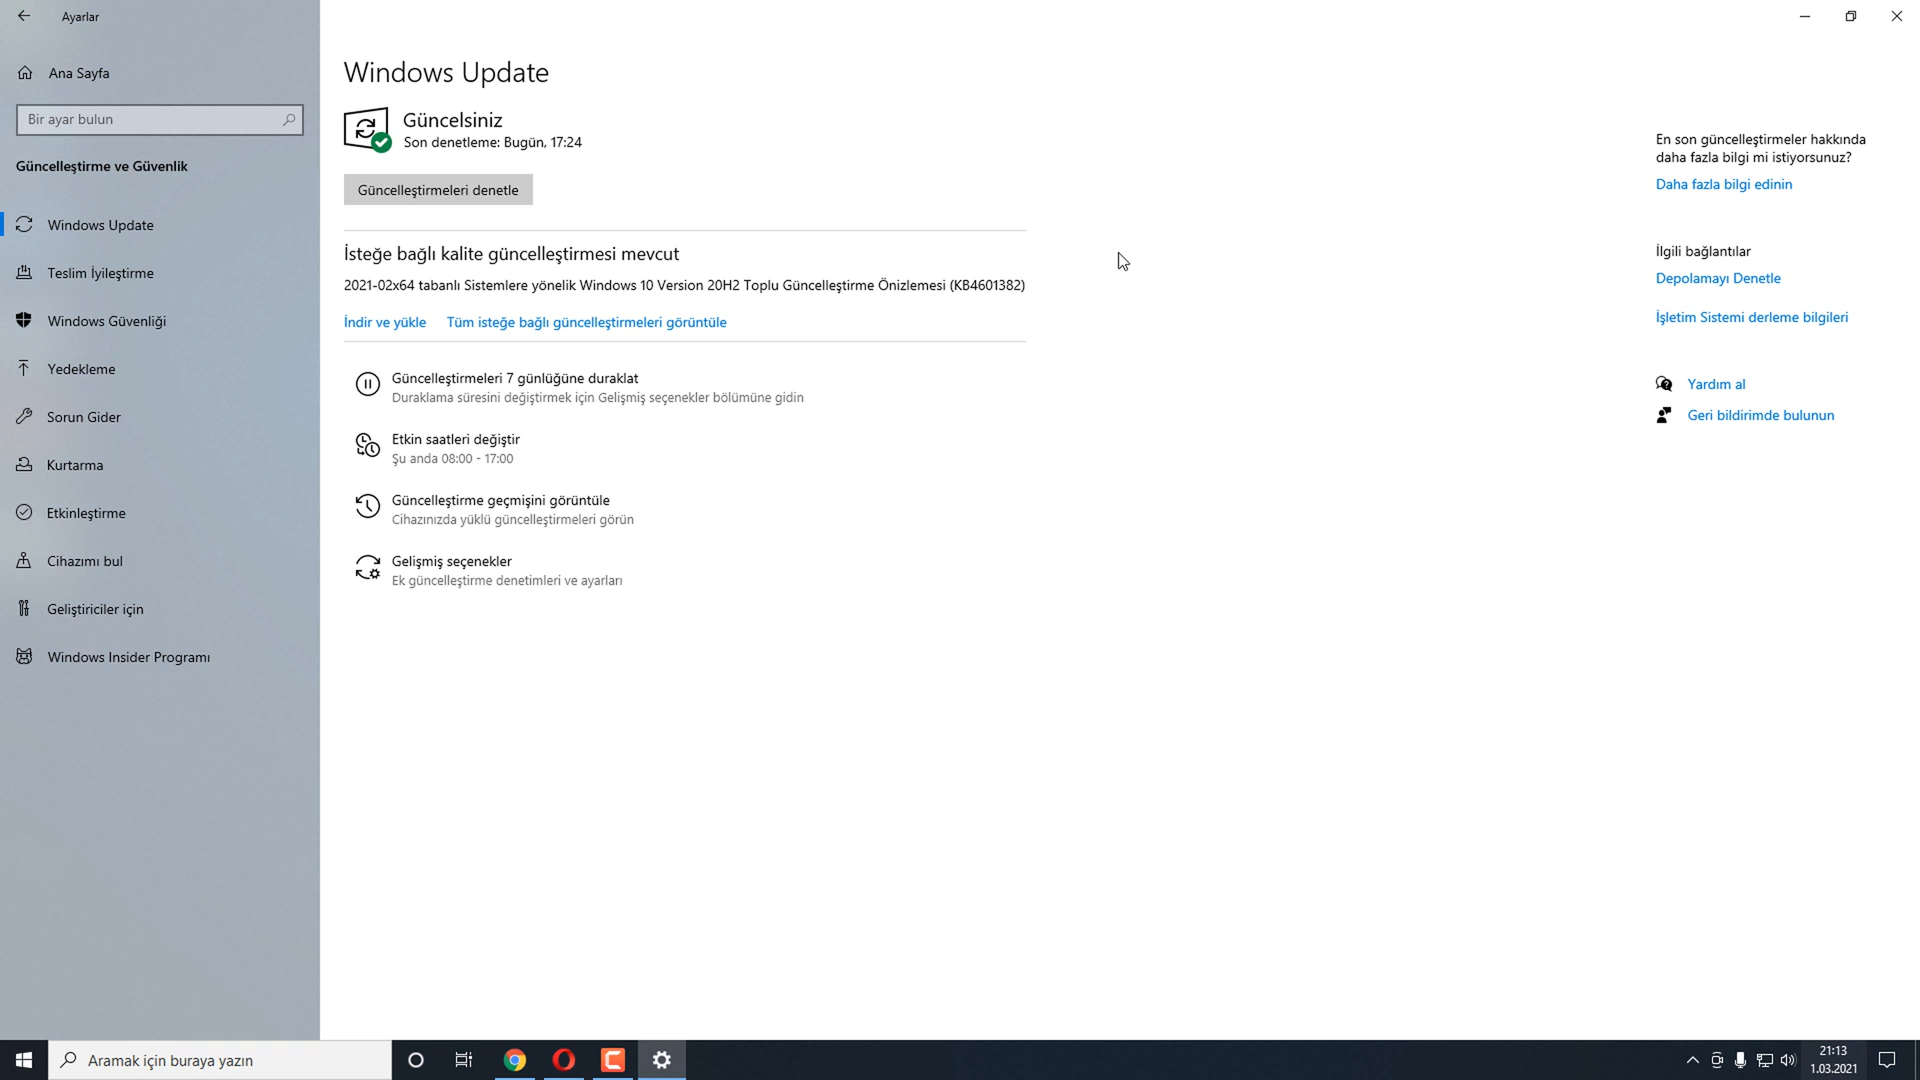 Ayarlar
Ana Sayfa
Bir ayar bulun
Güncelleştirme ve Güvenlik
Windows Update
Teslim İyileştirme
Windows Güvenliği
Yedekleme
Sorun Gider
Kurtarma
Etkinleştirme
Cihazımı bul
Geliştiriciler için
Windows Insider Programı
Windows Update
Güncelsiniz
Son denetleme: Bugün, 17:24
Güncelleştirmeleri denetle
İsteğe bağlı kalite güncelleştirmesi mevcut
2021-02x64 tabanlı Sistemlere yönelik Windows 10 Version 20H2 Toplu Güncelleştirme Önizlemesi (KB4601382)
İndir ve yükle Tüm isteğe bağlı güncelleştirmeleri görüntüle
Güncelleştirmeleri 7 günlüğüne duraklat
Duraklama süresini değiştirmek için Gelişmiş seçenekler bölümüne gidin
Etkin saatleri değiştir
Şu anda 08:00 - 17:00
Güncelleştirme geçmişini görüntüle
Cihazınızda yüklü güncelleştirmeleri görün
Gelişmiş seçenekler
Ek güncelleştirme denetimleri ve ayarları
En son güncelleştirmeler hakkında
daha fazla bilgi mi istiyorsunuz?
Daha fazla bilgi edinin
İlgili bağlantılar
Depolamayı Denetle
İşletim Sistemi derleme bilgileri
Yardım al
Geri bildirimde bulunun
Aramak için buraya yazın
21:13
1.03.2021